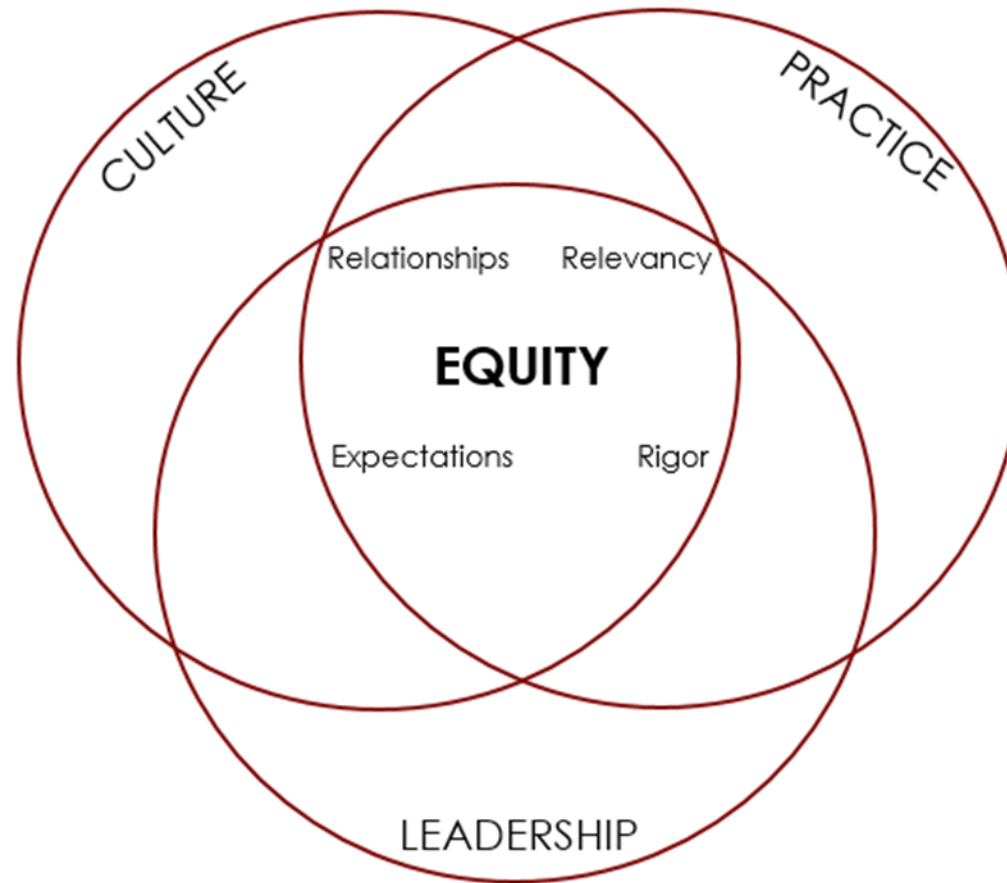 CULTURE
PRACTICE
Relationships Relevancy
EQUITY
Expectations Rigor
LEADERSHIP